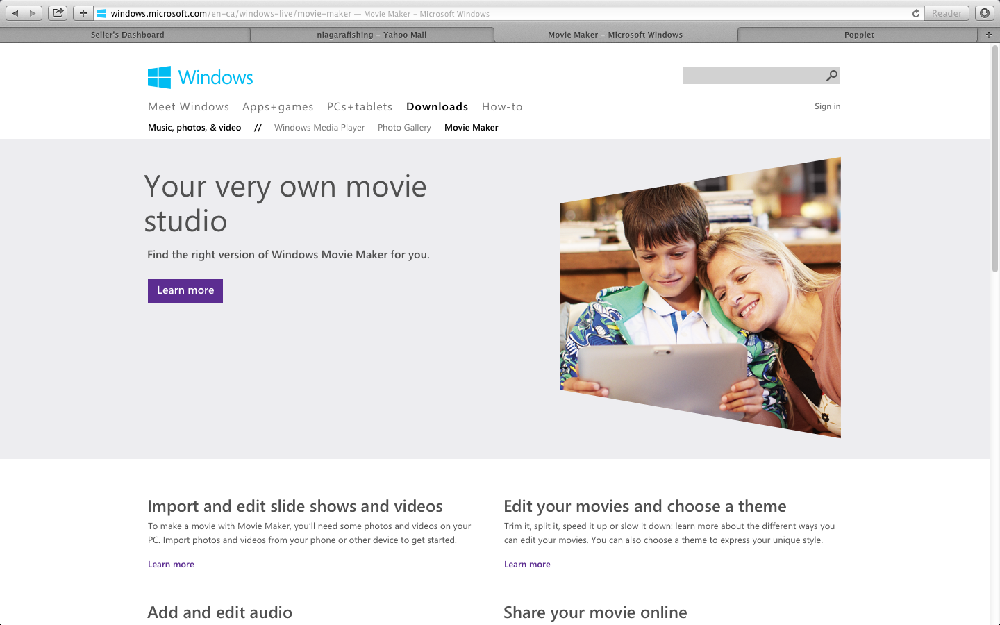 windows.microsoft.com/en-ca/windows-live/movie-maker — Movie Maker - Microsoft Windows
Reader
Seller's Dashboard
niagarafishing - Yahoo Mail
Movie Maker - Microsoft Windows
Popplet
Windows
Meet Windows Apps+games PCs+tablets Downloads How-to
Sign in
Music, photos, & video // Windows Media Player Photo Gallery Movie Maker
Your very own movie
studio
Find the right version of Windows Movie Maker for you.
Learn more
Import and edit slide shows and videos
To make a movie with Movie Maker, you'll need some photos and videos on your
PC. Import photos and videos from your phone or other device to get started.
Learn more
Edit your movies and choose a theme
Trim it, split it, speed it up or slow it down: learn more about the different ways you
can edit your movies. You can also choose a theme to express your unique style.
Learn more
Add and edit audio
Share your movie online